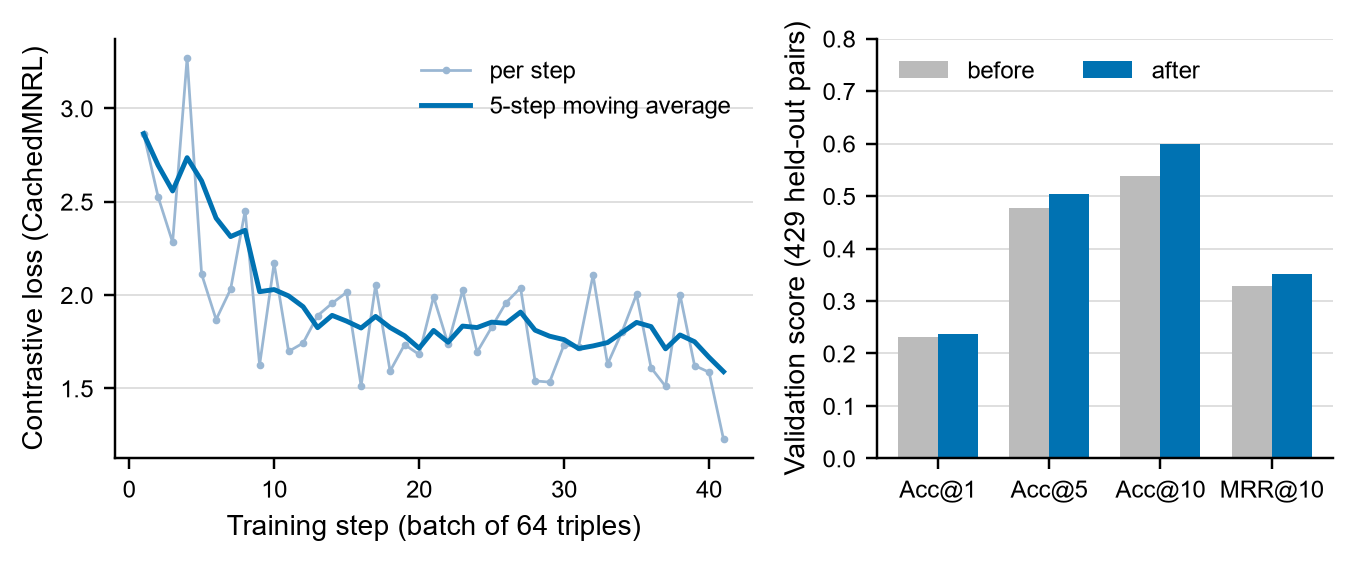 Contrastive loss (CachedMNRL)
3.0
2.5
2.0
1.5
per step
5-step moving average
0 10 20 30 40
Training step (batch of 64 triples)
Validation score (429 held-out pairs)
0.8
0.7
0.6
0.5
0.4
0.3
0.2
0.1
0.0
before after
Acc@1 Acc@5 Acc@10 MRR@10